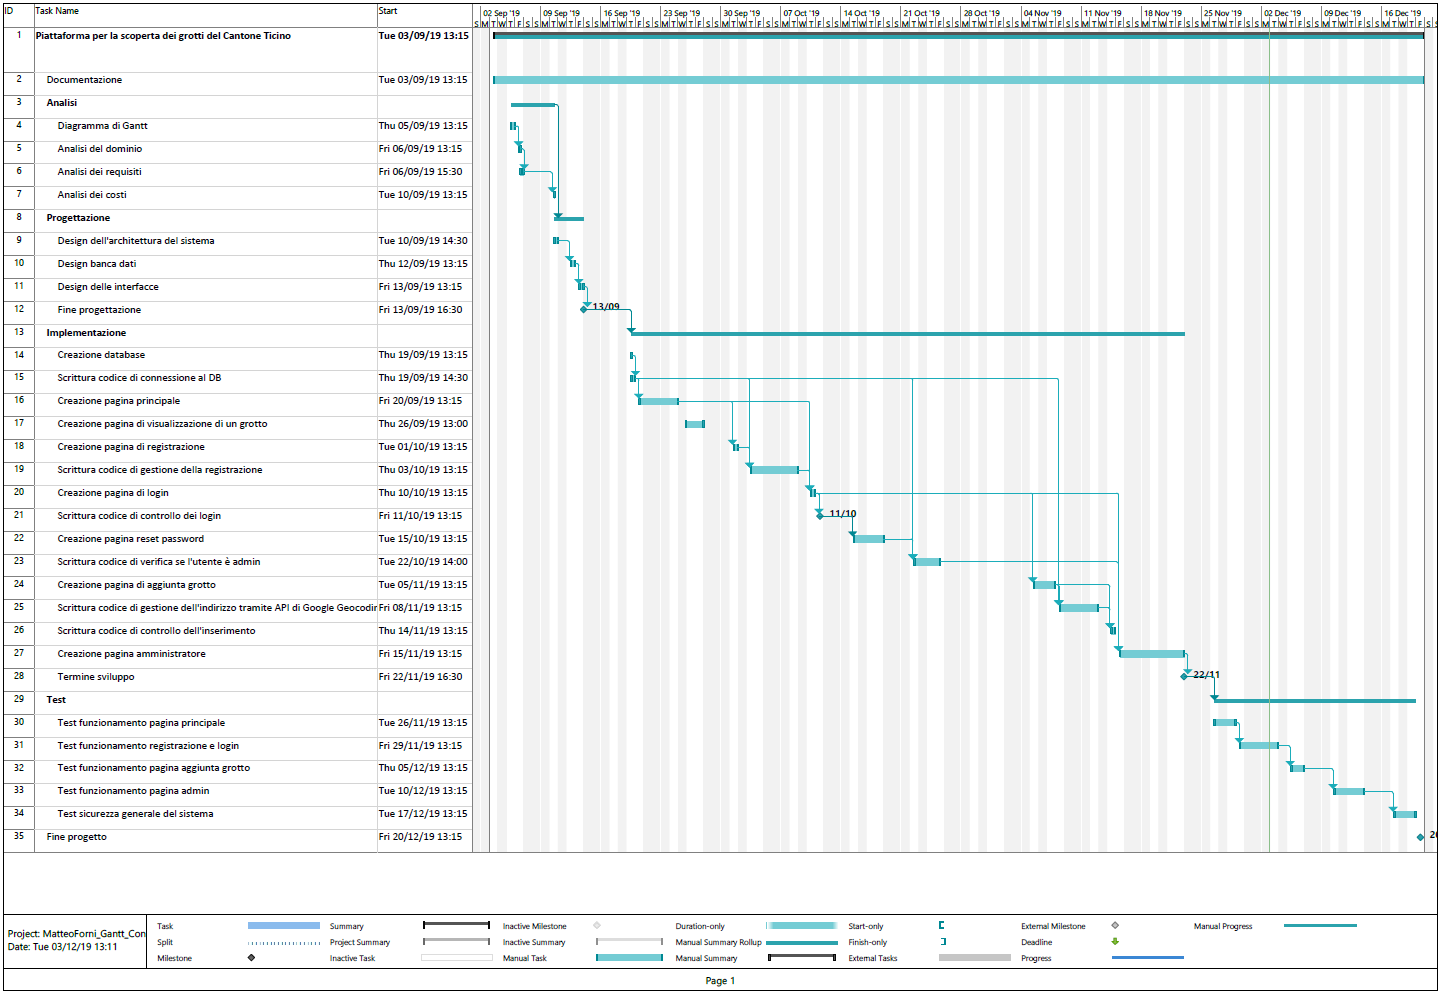 ID Task Name Start 02 Sep '19 09 Sep '19 16 Sep '19 23 Sep '19 30 Sep '19 07 Oct '19 14 Oct '19 21 Oct '19 28 Oct '19 04 Nov '19 11 Nov '19 18 Nov '19 25 Nov '19 02 Dec '19 09 Dec '19 16 Dec '19
S M T W T F S S M T W T F S S M T W T F S S M T W T F S S M T W T F S S M T W T F S S M T W T F S S M T W T F S S M T W T F S S M T W T F S S M T W T F S S M T W T F S S M T W T F S S M T W T F S S M T W T F S S M T W T F S S
1 Piattaforma per la scoperta dei grotti del Cantone Ticino Tue 03/09/19 13:15
2 Documentazione Tue 03/09/19 13:15
3 Analisi
4 Diagramma di Gantt Thu 05/09/19 13:15
5 Analisi del dominio Fri 06/09/19 13:15
6 Analisi dei requisiti Fri 06/09/19 15:30
7 Analisi dei costi Tue 10/09/19 13:15
8 Progettazione
9 Design dell'architettura del sistema Tue 10/09/19 14:30
10 Design banca dati Thu 12/09/19 13:15
11 Design delle interfacce Fri 13/09/19 13:15
12 Fine progettazione Fri 13/09/19 16:30 13/09
13 Implementazione
14 Creazione database Thu 19/09/19 13:15
15 Scrittura codice di connessione al DB Thu 19/09/19 14:30
16 Creazione pagina principale Fri 20/09/19 13:15
17 Creazione pagina di visualizzazione di un grotto Thu 26/09/19 13:00
18 Creazione pagina di registrazione Tue 01/10/19 13:15
19 Scrittura codice di gestione della registrazione Thu 03/10/19 13:15
20 Creazione pagina di login Thu 10/10/19 13:15
21 Scrittura codice di controllo dei login Fri 11/10/19 13:15 11/10
22 Creazione pagina reset password Tue 15/10/19 13:15
23 Scrittura codice di verifica se l'utente è admin Tue 22/10/19 14:00
24 Creazione pagina di aggiunta grotto Tue 05/11/19 13:15
25 Scrittura codice di gestione dell'indirizzo tramite API di Google Geocodin Fri 08/11/19 13:15
26 Scrittura codice di controllo dell'inserimento Thu 14/11/19 13:15
27 Creazione pagina amministratore Fri 15/11/19 13:15
28 Termine sviluppo Fri 22/11/19 16:30 22/11
29 Test
30 Test funzionamento pagina principale Tue 26/11/19 13:15
31 Test funzionamento registrazione e login Fri 29/11/19 13:15
32 Test funzionamento pagina aggiunta grotto Thu 05/12/19 13:15
33 Test funzionamento pagina admin Tue 10/12/19 13:15
34 Test sicurezza generale del sistema Tue 17/12/19 13:15
35 Fine progetto Fri 20/12/19 13:15
Project: MatteoForni_Gantt_Con
Date: Tue 03/12/19 13:11
Task Summary Inactive Milestone Duration-only Start-only External Milestone Manual Progress
Split Project Summary Inactive Summary Manual Summary Rollup Finish-only Deadline
Milestone Inactive Task Manual Task Manual Summary External Tasks Progress
Page 1